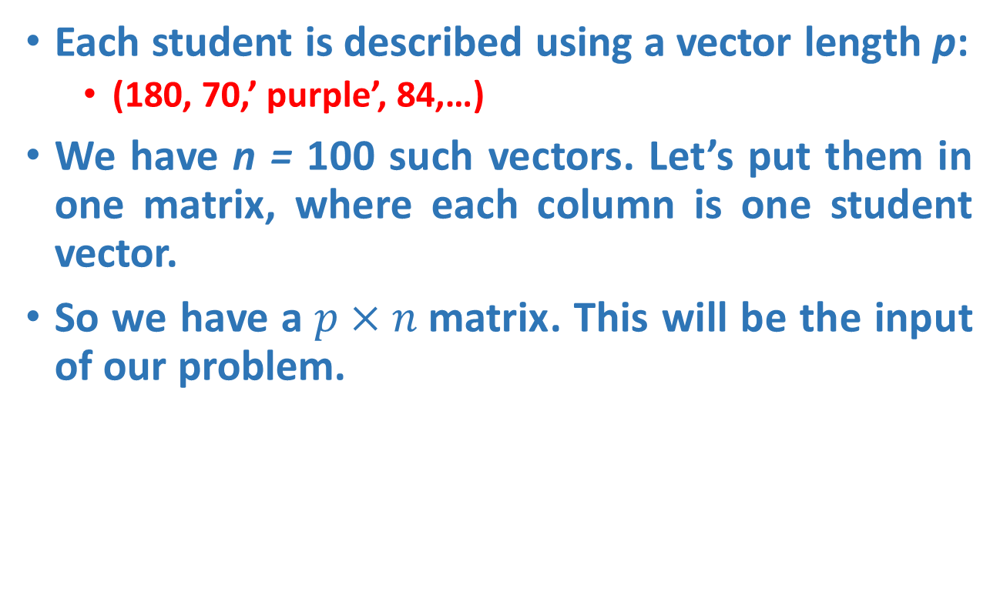 • Each student is described using a vector length p:
• (180, 70,’ purple’, 84,…)
• We have n = 100 such vectors. Let’s put them in
one matrix, where each column is one student
vector.
• So we have a 𝑝 × 𝑛 matrix. This will be the input
of our problem.